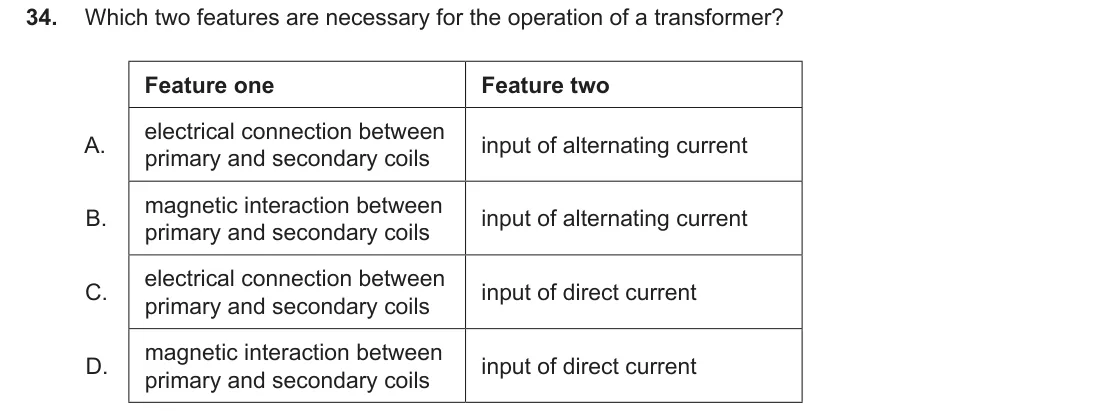 34. Which two features are necessary for the operation of a transformer?
Feature one Feature two
A. electrical connection between primary and secondary coils input of alternating current
B. magnetic interaction between primary and secondary coils input of alternating current
C. electrical connection between primary and secondary coils input of direct current
D. magnetic interaction between primary and secondary coils input of direct current